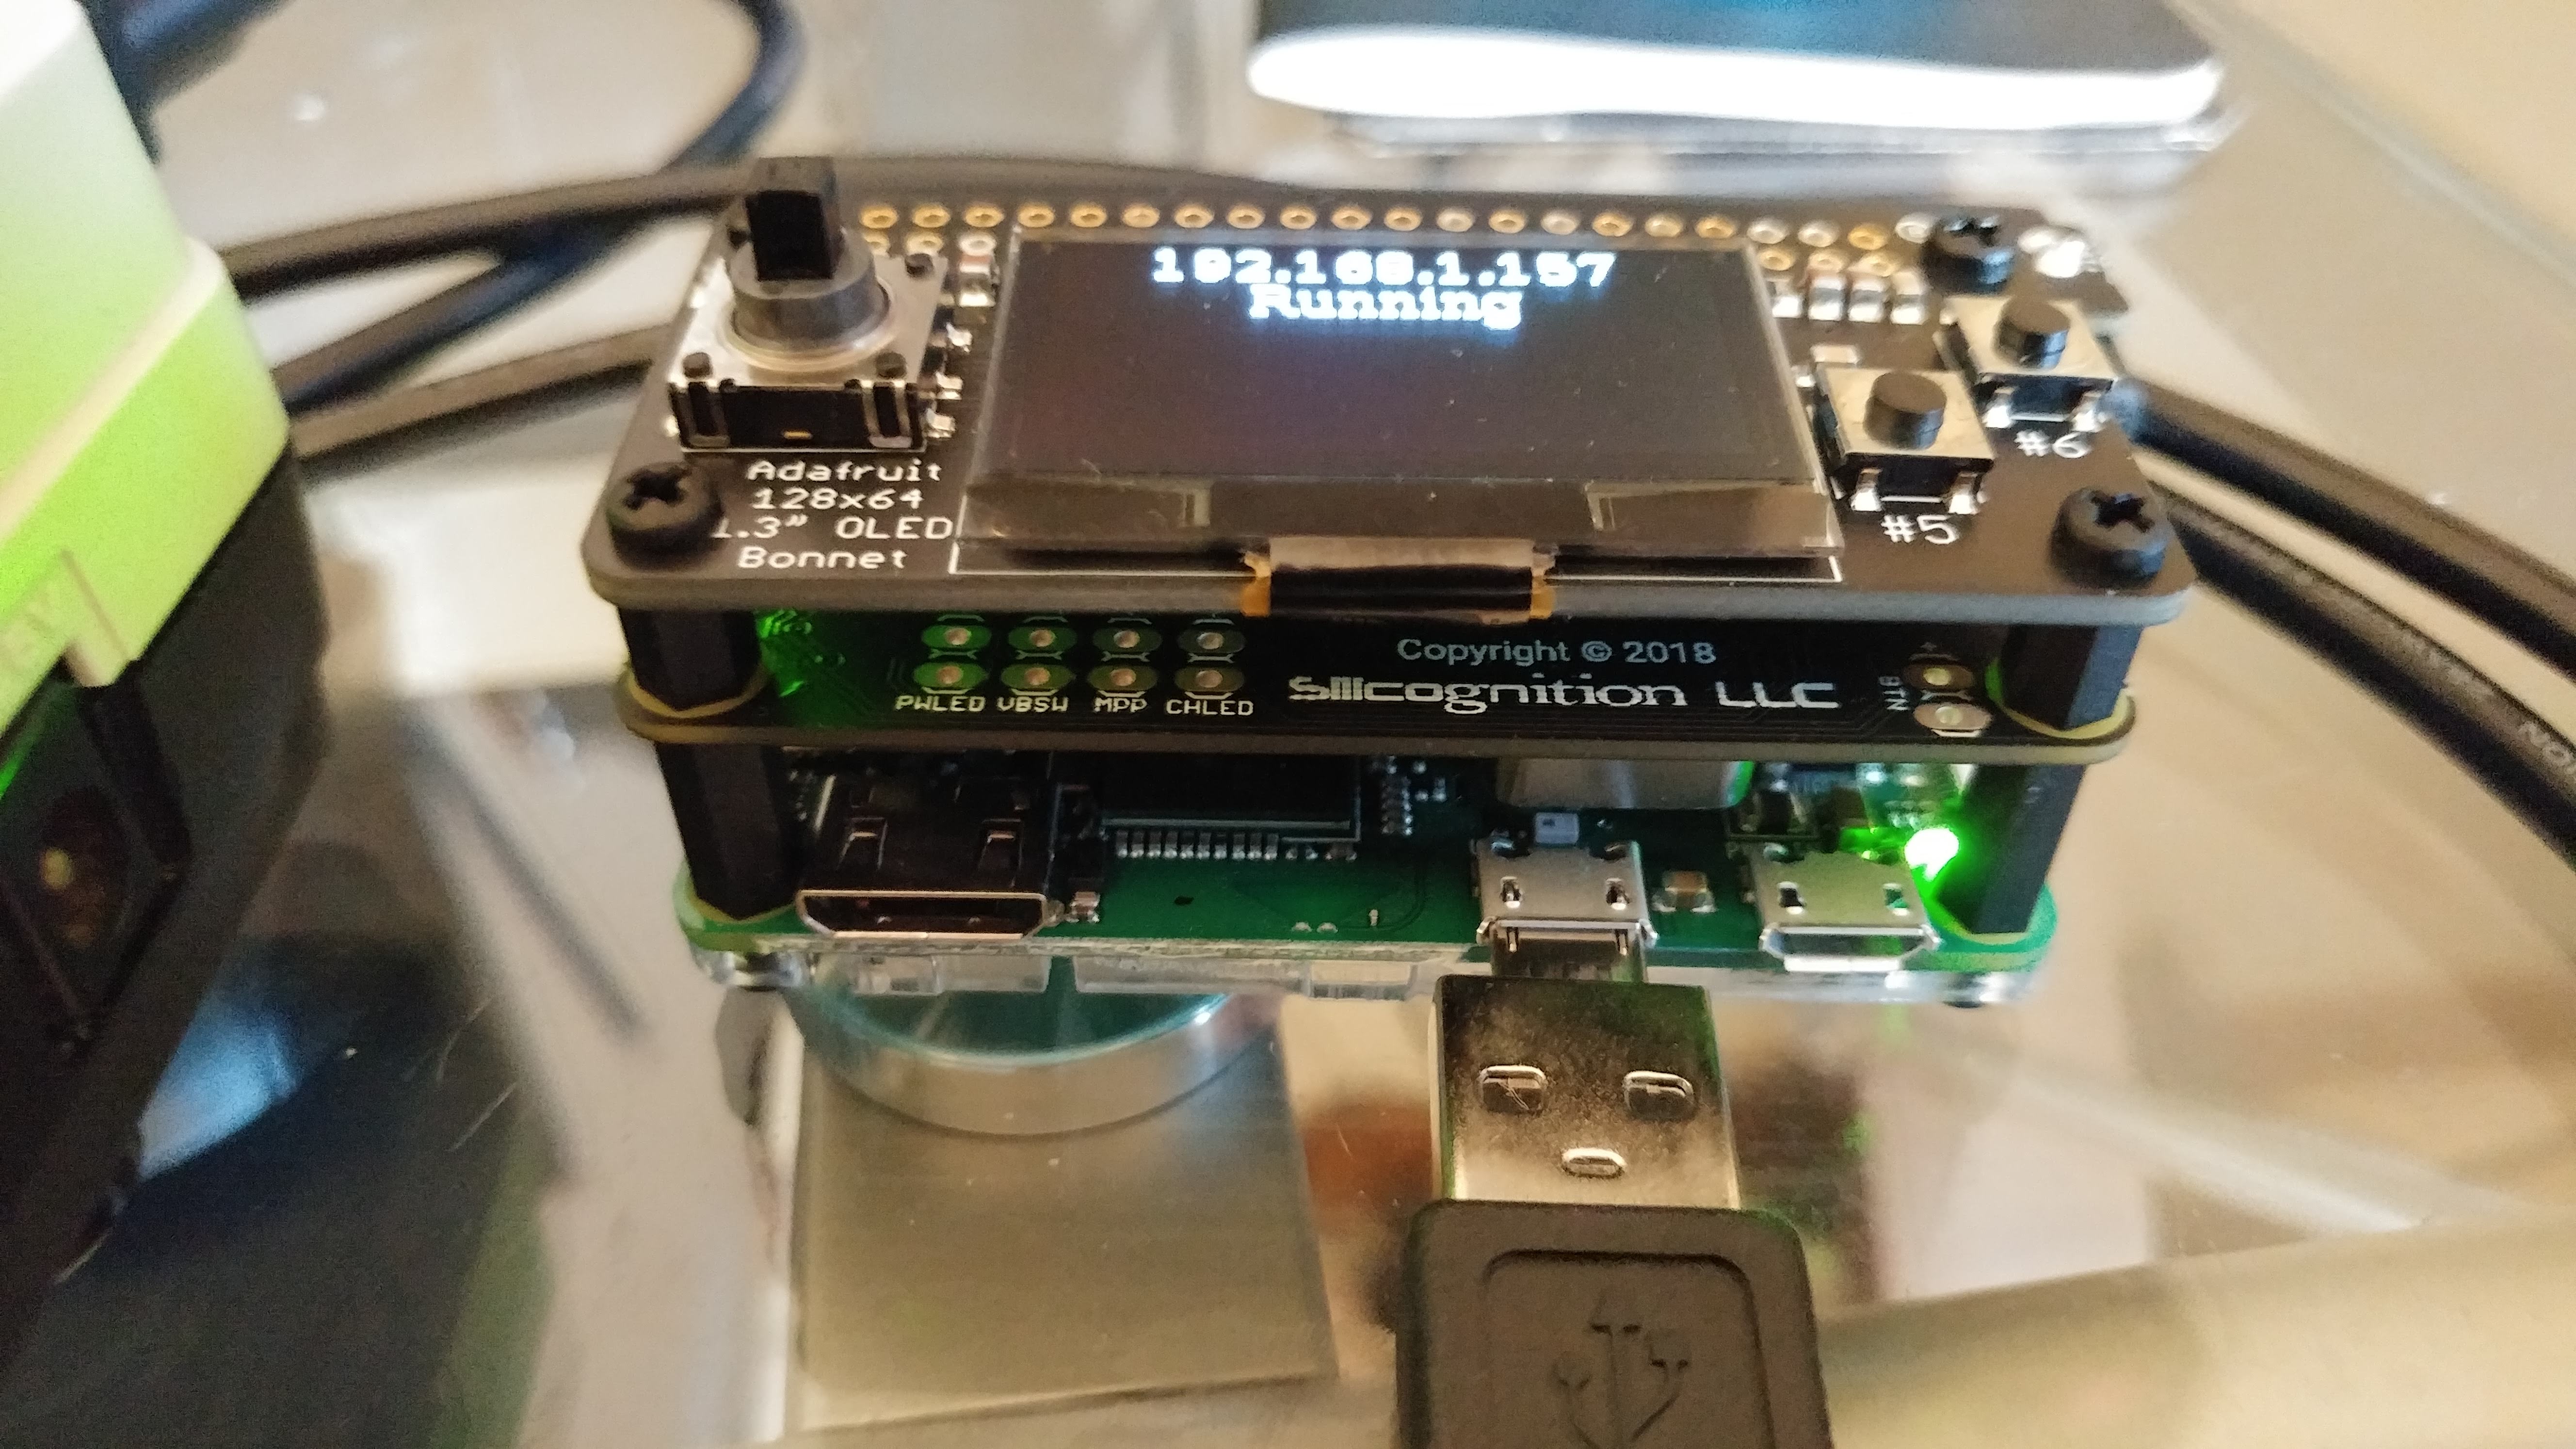 192.168.1.157
Running
#6
#5
Adafruit
128x64
1.3" OLED
Bonnet
Copyright © 2018
Silicognition LLC
PWLED VBSW MPP CHLED
BTN